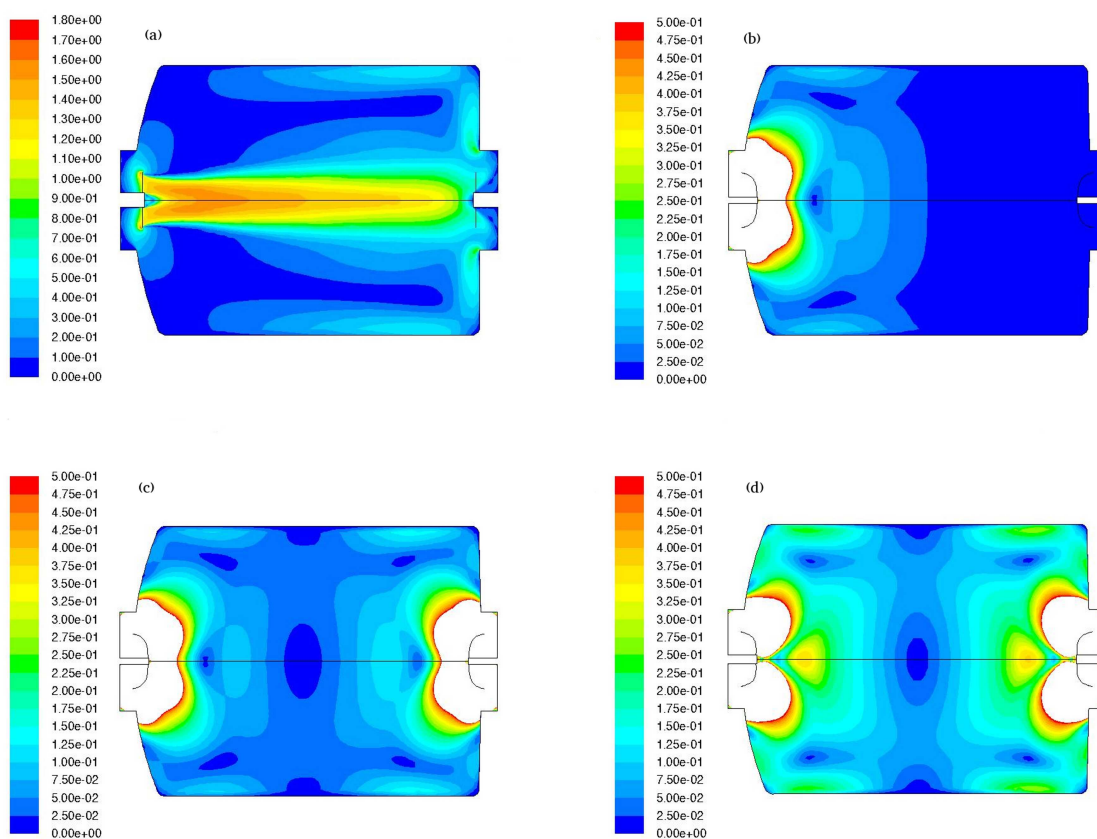 (a)
1.80e+00
1.70e+00
1.60e+00
1.50e+00
1.40e+00
1.30e+00
1.20e+00
1.10e+00
1.00e+00
9.00e-01
8.00e-01
7.00e-01
6.00e-01
5.00e-01
4.00e-01
3.00e-01
2.00e-01
1.00e-01
0.00e+00
(b)
5.00e-01
4.75e-01
4.50e-01
4.25e-01
4.00e-01
3.75e-01
3.50e-01
3.25e-01
3.00e-01
2.75e-01
2.50e-01
2.25e-01
2.00e-01
1.75e-01
1.50e-01
1.25e-01
1.00e-01
7.50e-02
5.00e-02
2.50e-02
0.00e+00
(c)
5.00e-01
4.75e-01
4.50e-01
4.25e-01
4.00e-01
3.75e-01
3.50e-01
3.25e-01
3.00e-01
2.75e-01
2.50e-01
2.25e-01
2.00e-01
1.75e-01
1.50e-01
1.25e-01
1.00e-01
7.50e-02
5.00e-02
2.50e-02
0.00e+00
(d)
5.00e-01
4.75e-01
4.50e-01
4.25e-01
4.00e-01
3.75e-01
3.50e-01
3.25e-01
3.00e-01
2.75e-01
2.50e-01
2.25e-01
2.00e-01
1.75e-01
1.50e-01
1.25e-01
1.00e-01
7.50e-02
5.00e-02
2.50e-02
0.00e+00